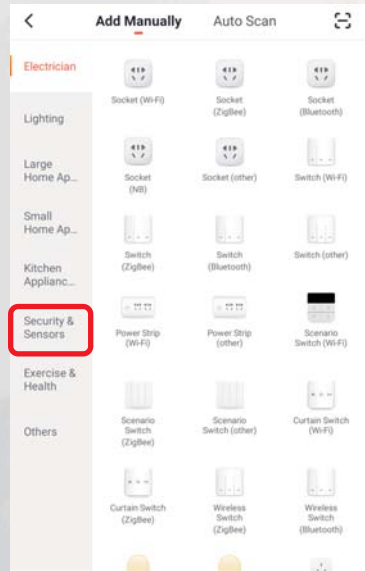 Add Manually Auto Scan
Electrician
Lighting
Large
Home Ap...
Small
Home Ap...
Kitchen
Applianc...
Security &
Sensors
Exercise &
Health
Others
Socket (Wi-Fi)
Socket
(ZigBee)
Socket
(Bluetooth)
Socket
(NB)
Socket (other)
Switch (Wi-Fi)
Switch
(ZigBee)
Switch
(Bluetooth)
Switch (other)
Power Strip
(Wi-Fi)
Power Strip
(other)
Scenario
Switch (Wi-Fi)
Scenario
Switch
(ZigBee)
Scenario
Switch (other)
Curtain Switch
(Wi-Fi)
Curtain Switch
(ZigBee)
Wireless
Switch
(ZigBee)
Wireless
Switch
(Bluetooth)